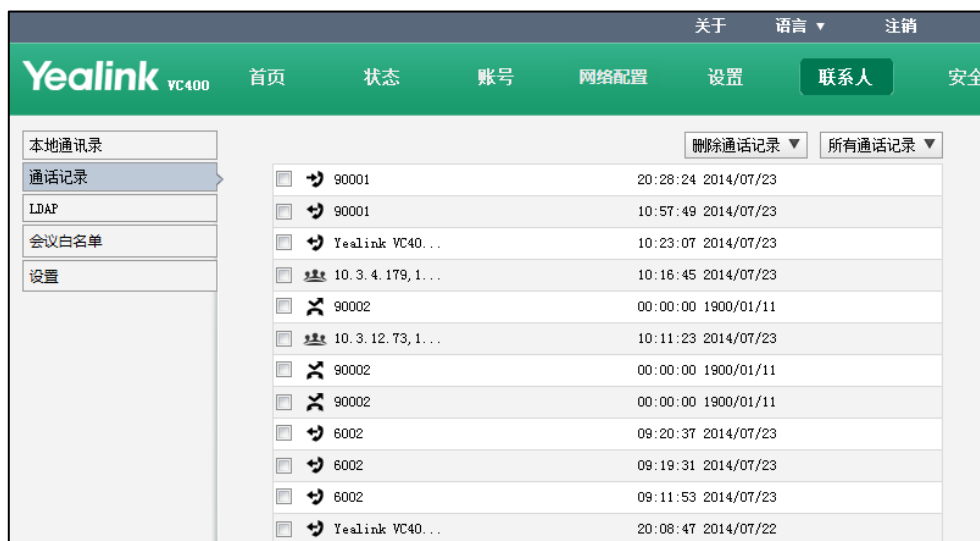 关于 语言 ▼ 注销
Yealink VC400 首页 状态 账号 网络配置 设置 联系人 安全
本地通讯录
通话记录
LDAP
会议白名单
设置
删除通话记录 ▼ 所有通话记录 ▼
90001 20:28:24 2014/07/23
90001 10:57:49 2014/07/23
Yealink VC40... 10:23:07 2014/07/23
10.3.4.179,1... 10:16:45 2014/07/23
90002 00:00:00 1900/01/11
10.3.12.73,1... 10:11:23 2014/07/23
90002 00:00:00 1900/01/11
90002 00:00:00 1900/01/11
6002 09:20:37 2014/07/23
6002 09:19:31 2014/07/23
6002 09:11:53 2014/07/23
Yealink VC40... 20:08:47 2014/07/22